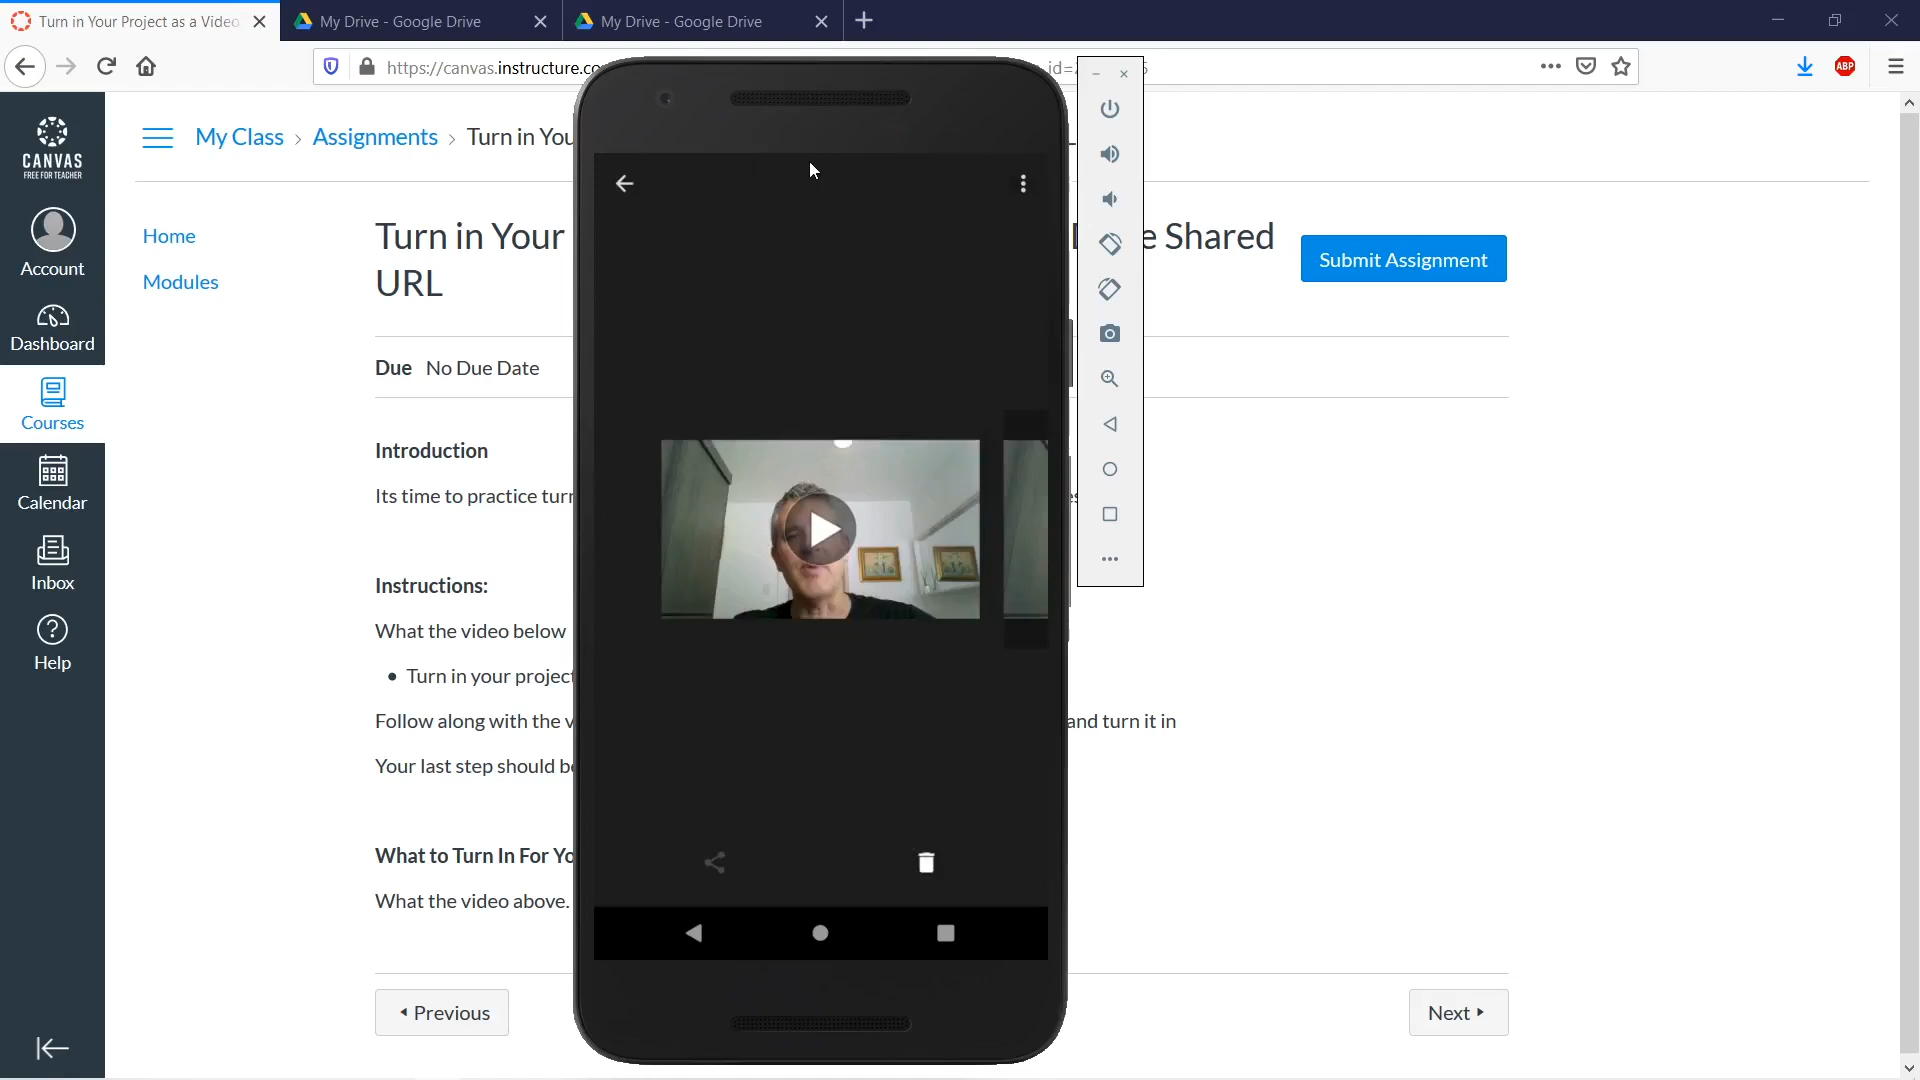 Turn in Your Project as a Video
My Drive - Google Drive
My Drive - Google Drive
https://canvas.instructure.co
id=
ABP
CANVAS
FREE FOR TEACHER
Account
Dashboard
Courses
Calendar
Inbox
Help
My Class › Assignments › Turn in You
Home
Modules
Turn in Your
e Shared
URL
Submit Assignment
Due No Due Date
Introduction
Its time to practice turn
Instructions:
What the video below
• Turn in your project
Follow along with the v
and turn it in
Your last step should be
What to Turn In For Yo
What the video above.
Previous
Next